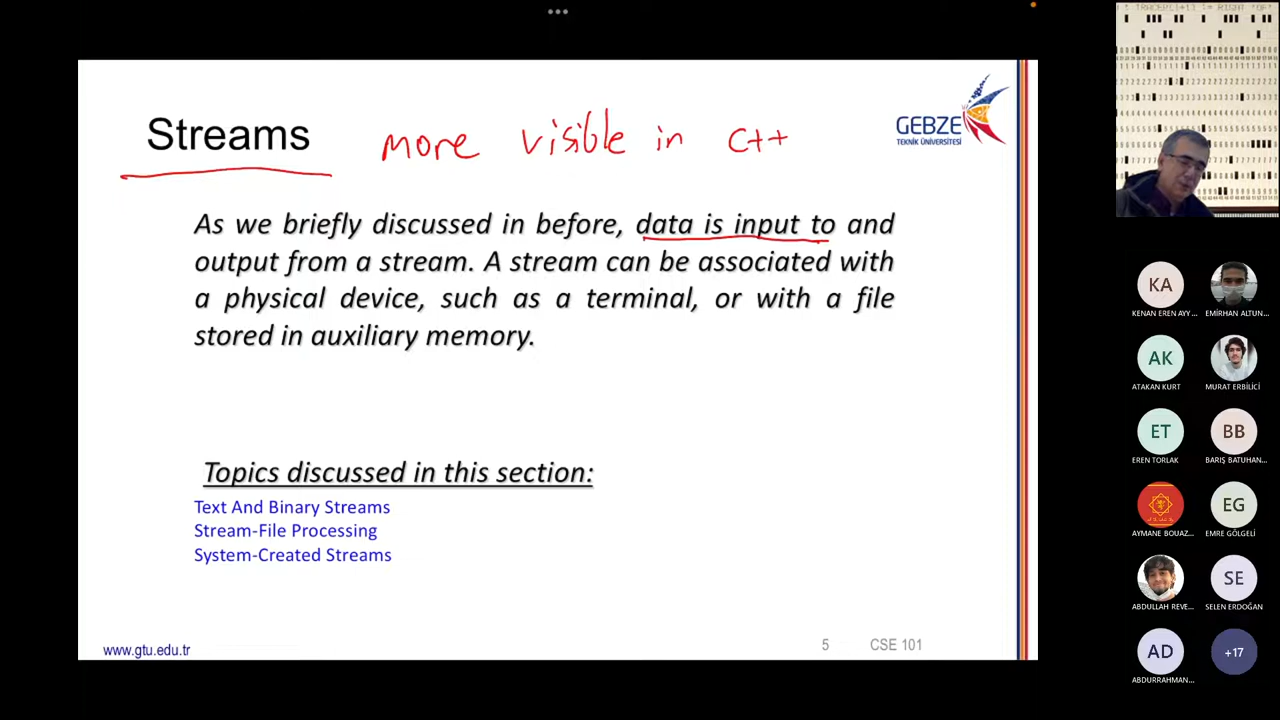 TRACER
Streams
more visible in C++
GEBZE
TEKNİK ÜNİVERSİTESİ
As we briefly discussed in before, data is input to and
output from a stream. A stream can be associated with
a physical device, such as a terminal, or with a file
stored in auxiliary memory.
Topics discussed in this section:
Text And Binary Streams
Stream-File Processing
System-Created Streams
www.gtu.edu.tr
5
CSE 101
KA
KENAN EREN AYY...
EMİRHAN ALTUN...
AK
ATAKAN KURT
MURAT ERBİLİCİ
ET
EREN TORLAK
BB
BARIŞ BATUHAN...
AYMANE BOUAZ...
EG
EMRE GÖLGELİ
ABDULLAH REVE...
SE
SELEN ERDOĞAN
AD
ABDURRAHMAN...
+17